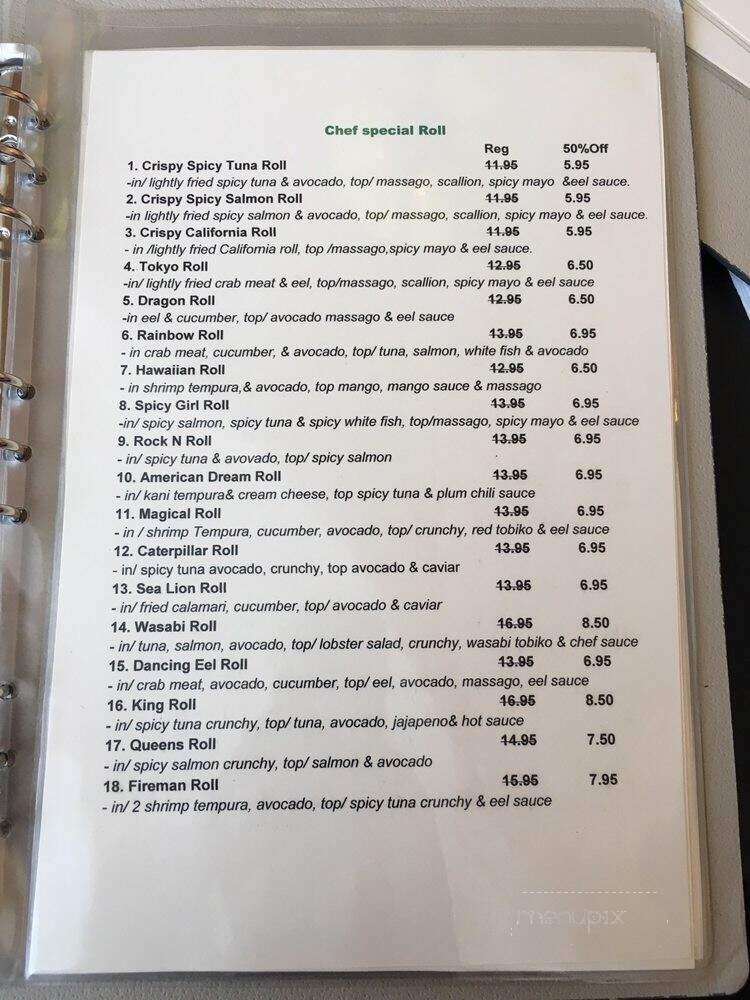 Chef special Roll
Reg 50%Off
1. Crispy Spicy Tuna Roll 11.95 5.95
-in/ lightly fried spicy tuna & avocado, top/ massago, scallion, spicy mayo &eel sauce.
2. Crispy Spicy Salmon Roll 11.95 5.95
-in lightly fried spicy salmon & avocado, top/ massago, scallion, spicy mayo & eel sauce.
3. Crispy California Roll 11.95 5.95
- in /lightly fried California roll, top /massago,spicy mayo & eel sauce.
4. Tokyo Roll 12.95 6.50
-in/ lightly fried crab meat & eel, top/massago, scallion, spicy mayo & eel sauce
5. Dragon Roll 12.95 6.50
-in eel & cucumber, top/ avocado massago & eel sauce
6. Rainbow Roll 13.95 6.95
- in crab meat, cucumber, & avocado, top/ tuna, salmon, white fish & avocado
7. Hawaiian Roll 12.95 6.50
- in shrimp tempura,& avocado, top mango, mango sauce & massago
8. Spicy Girl Roll 13.95 6.95
-in/ spicy salmon, spicy tuna & spicy white fish, top/massago, spicy mayo & eel sauce
9. Rock N Roll 13.95 6.95
- in/ spicy tuna & avovado, top/ spicy salmon
10. American Dream Roll 13.95 6.95
- in/ kani tempura& cream cheese, top spicy tuna & plum chili sauce
11. Magical Roll 13.95 6.95
- in / shrimp Tempura, cucumber, avocado, top/ crunchy, red tobiko & eel sauce
12. Caterpillar Roll 13.95 6.95
- in/ spicy tuna avocado, crunchy, top avocado & caviar
13. Sea Lion Roll 13.95 6.95
- in/ fried calamari, cucumber, top/ avocado & caviar
14. Wasabi Roll 16.95 8.50
- in/ tuna, salmon, avocado, top/ lobster salad, crunchy, wasabi tobiko & chef sauce
15. Dancing Eel Roll 13.95 6.95
- in/ crab meat, avocado, cucumber, top/ eel, avocado, massago, eel sauce
16. King Roll 16.95 8.50
- in/ spicy tuna crunchy, top/ tuna, avocado, jajapeno& hot sauce
17. Queens Roll 14.95 7.50
- in/ spicy salmon crunchy, top/ salmon & avocado
18. Fireman Roll 15.95 7.95
- in/ 2 shrimp tempura, avocado, top/ spicy tuna crunchy & eel sauce
menupix